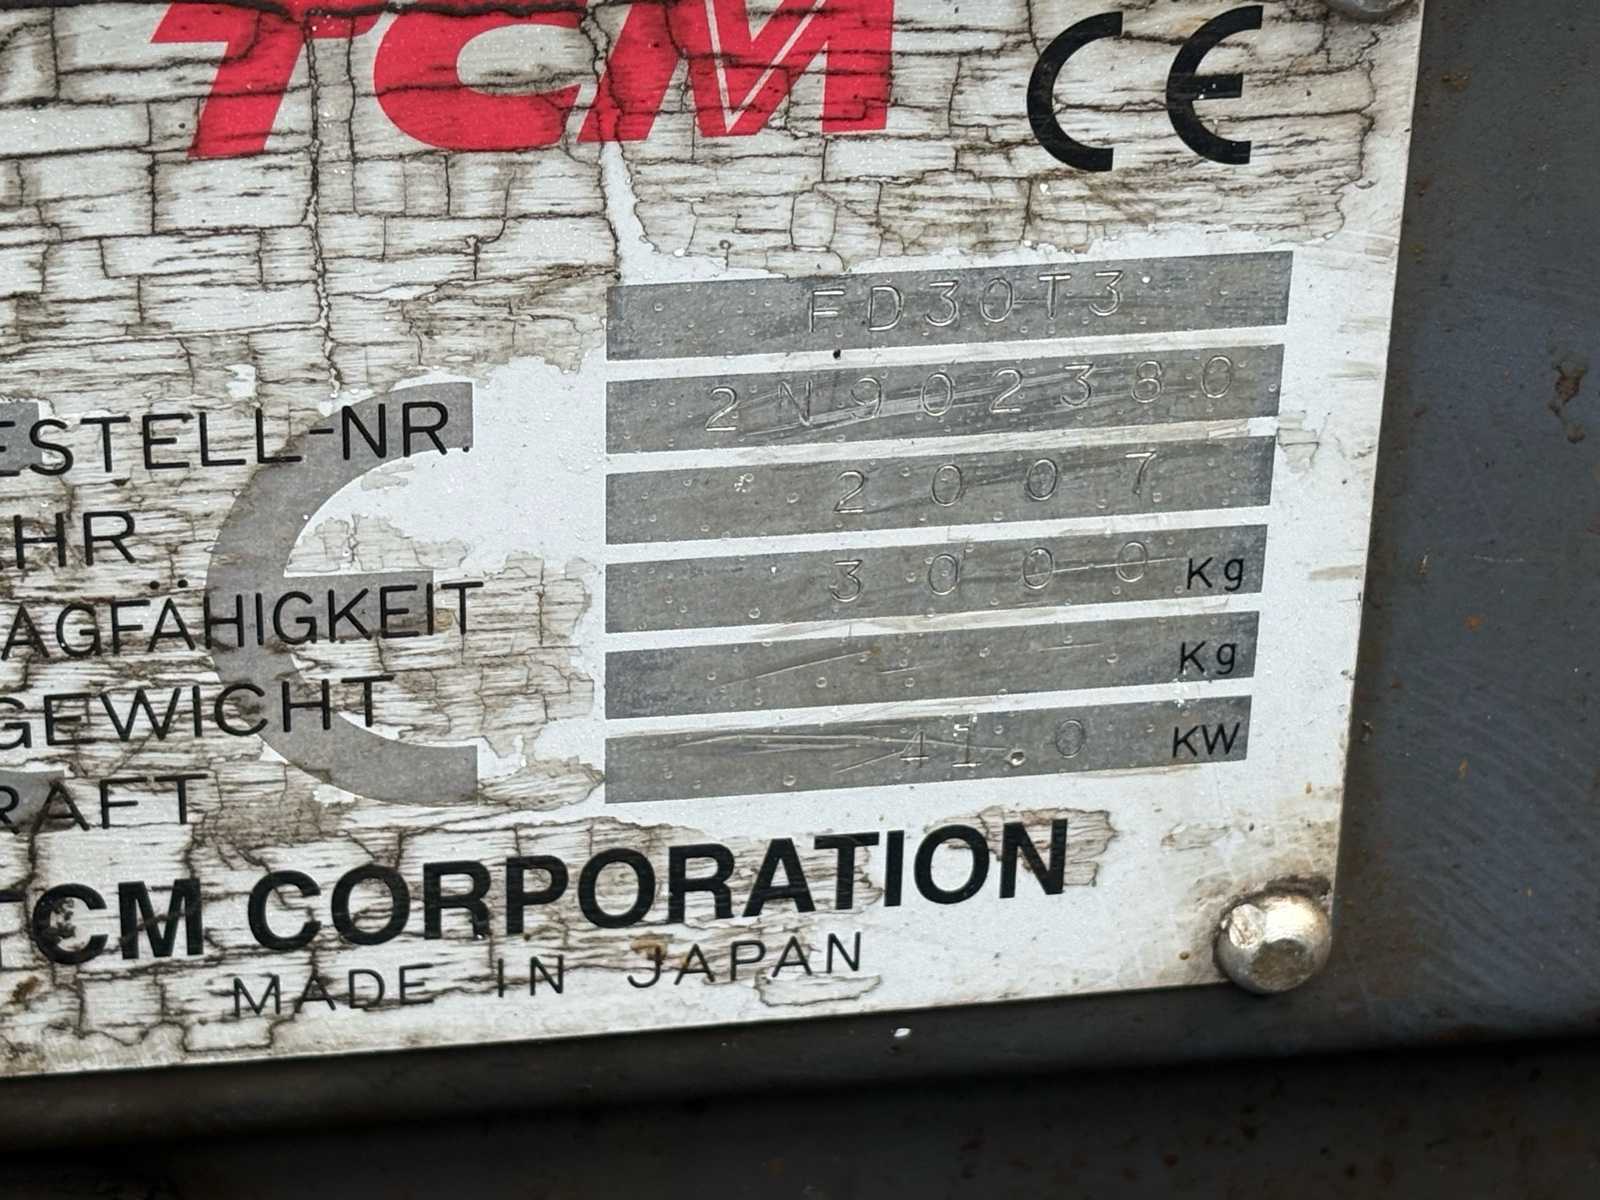 TCM CE
FD30T3
ESTELL-NR. 2N902380
HR 2007
AGFÄHIGKEIT 3000 Kg
GEWICHT Kg
RAFT 41.0 KW
TCM CORPORATION
MADE IN JAPAN